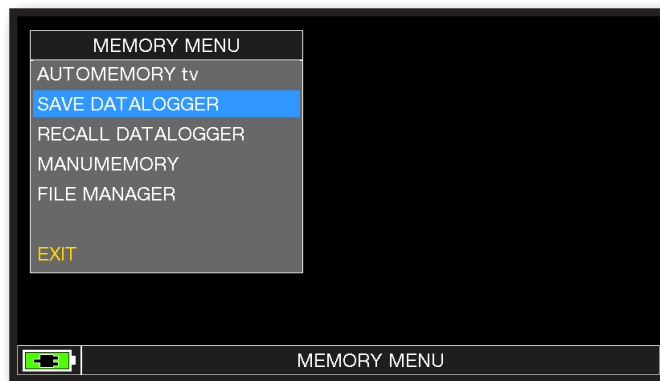 MEMORY MENU
AUTOMEMORY tv
SAVE DATALOGGER
RECALL DATALOGGER
MANUMEMORY
FILE MANAGER
EXIT
MEMORY MENU